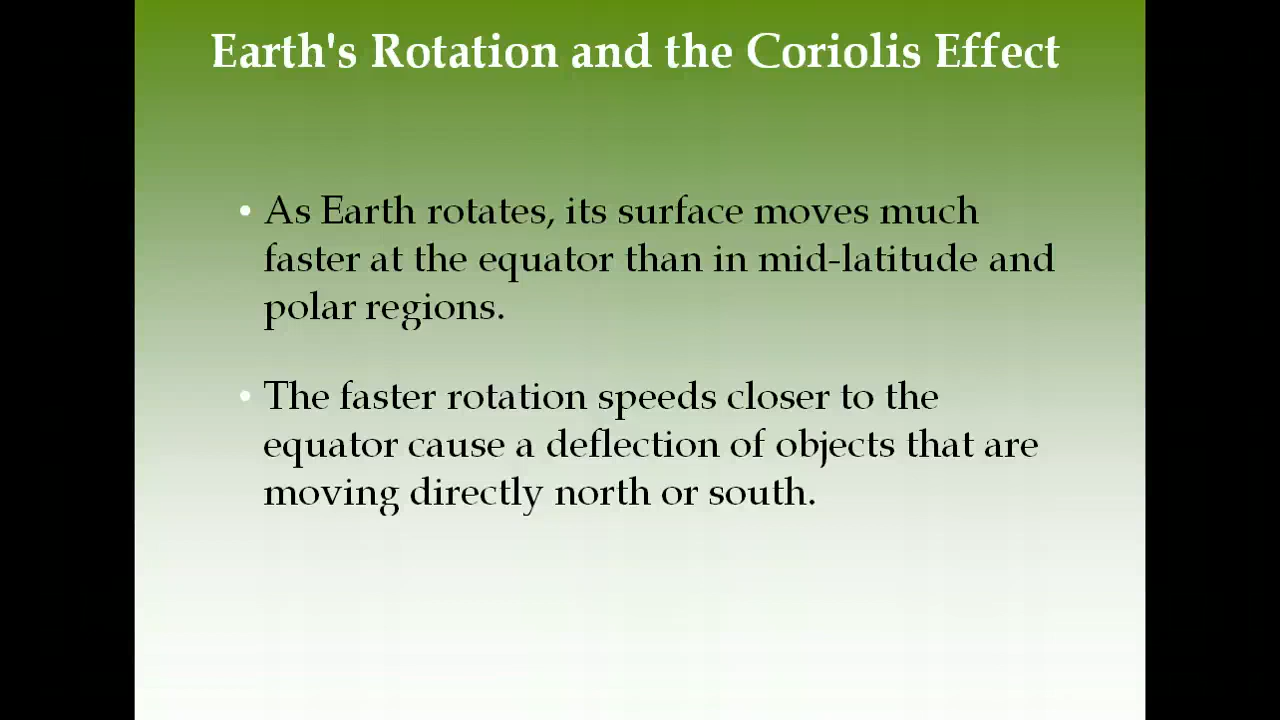 Earth's Rotation and the Coriolis Effect
• As Earth rotates, its surface moves much
faster at the equator than in mid-latitude and
polar regions.
• The faster rotation speeds closer to the
equator cause a deflection of objects that are
moving directly north or south.